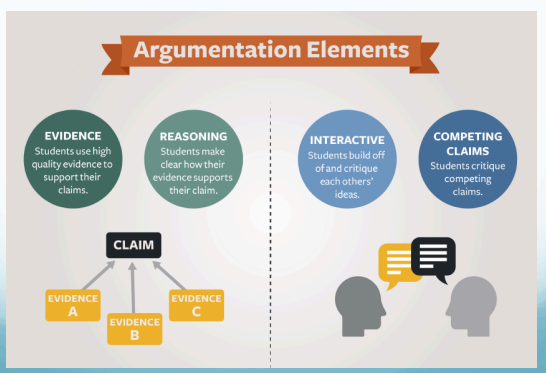 Argumentation Elements
EVIDENCE
Students use high
quality evidence to
support their
claims.
REASONING
Students make
clear how their
evidence supports
their claim.
INTERACTIVE
Students build off
of and critique
each others'
ideas.
COMPETING
CLAIMS
Students critique
competing
claims.
CLAIM
EVIDENCE
A
EVIDENCE
B
EVIDENCE
C